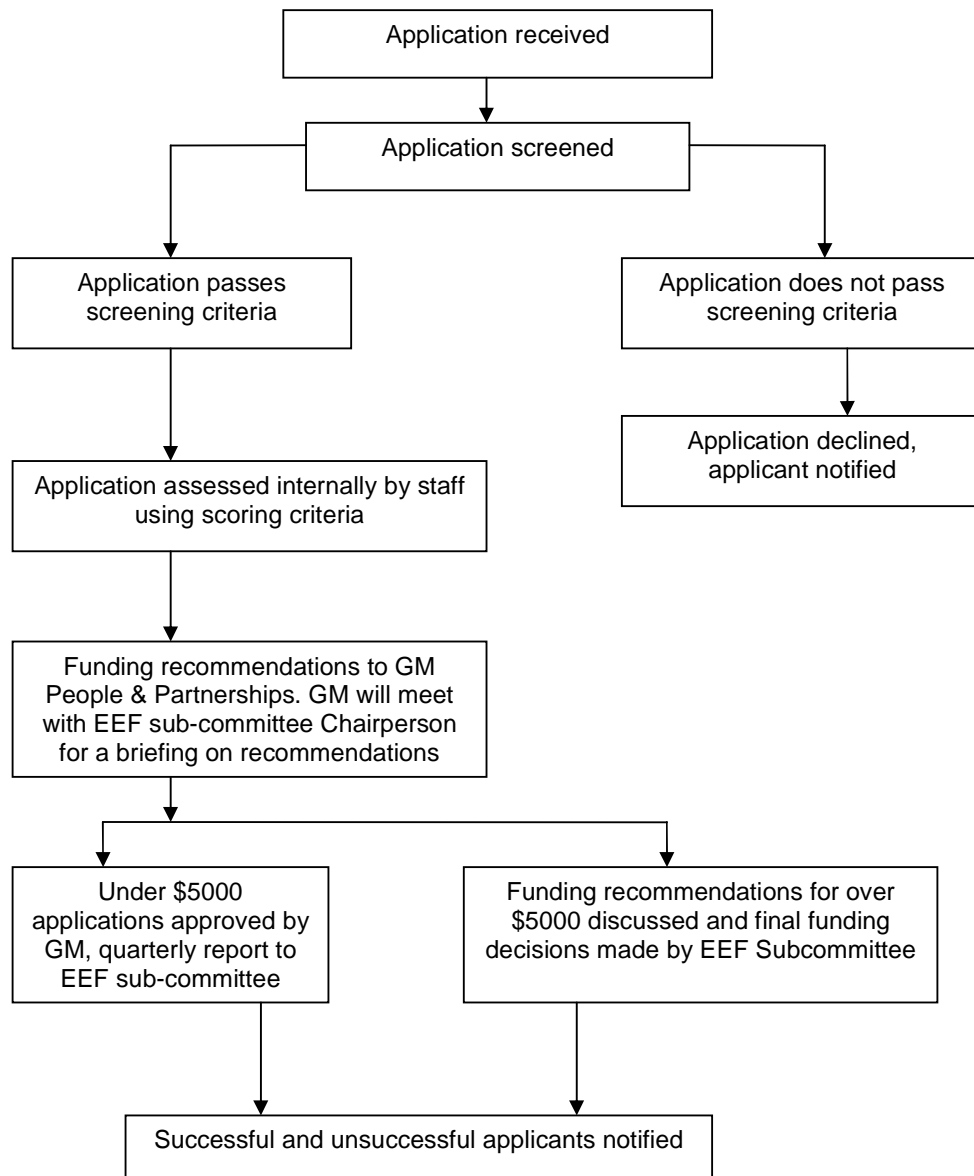 Application received
Application screened
Application passes
screening criteria
Application does not pass
screening criteria
Application declined,
applicant notified
Application assessed internally by staff
using scoring criteria
Funding recommendations to GM
People & Partnerships. GM will meet
with EEF sub-committee Chairperson
for a briefing on recommendations
Under $5000
applications approved by
GM, quarterly report to
EEF sub-committee
Funding recommendations for over
$5000 discussed and final funding
decisions made by EEF Subcommittee
Successful and unsuccessful applicants notified